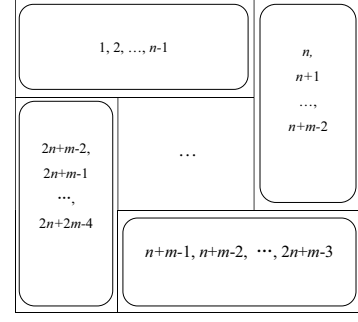 1, 2, ..., n-1
n,
n+1
...,
n+m-2
2n+m-2,
2n+m-1
...,
2n+2m-4
...
n+m-1, n+m-2, ..., 2n+m-3